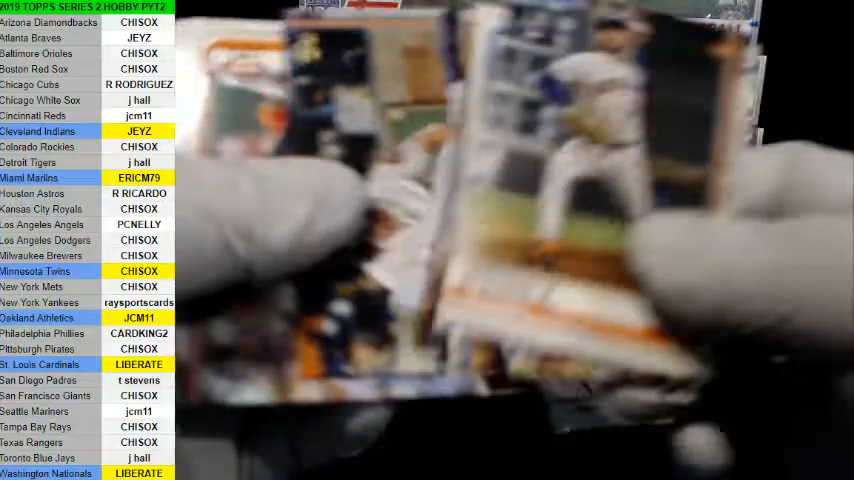 2019 TOPPS SERIES 2 HOBBY PYT2
Arizona Diamondbacks CHISOX
Atlanta Braves JEYZ
Baltimore Orioles CHISOX
Boston Red Sox CHISOX
Chicago Cubs R RODRIGUEZ
Chicago White Sox j hall
Cincinnati Reds jcm11
Cleveland Indians JEYZ
Colorado Rockies CHISOX
Detroit Tigers j hall
Miami Marlins ERICM79
Houston Astros R RICARDO
Kansas City Royals CHISOX
Los Angeles Angels PCNELLY
Los Angeles Dodgers CHISOX
Milwaukee Brewers CHISOX
Minnesota Twins CHISOX
New York Mets CHISOX
New York Yankees raysportscards
Oakland Athletics JCM11
Philadelphia Phillies CARDKING2
Pittsburgh Pirates CHISOX
St. Louis Cardinals LIBERATE
San Diego Padres t stevens
San Francisco Giants CHISOX
Seattle Mariners jcm11
Tampa Bay Rays CHISOX
Texas Rangers CHISOX
Toronto Blue Jays j hall
Washington Nationals LIBERATE